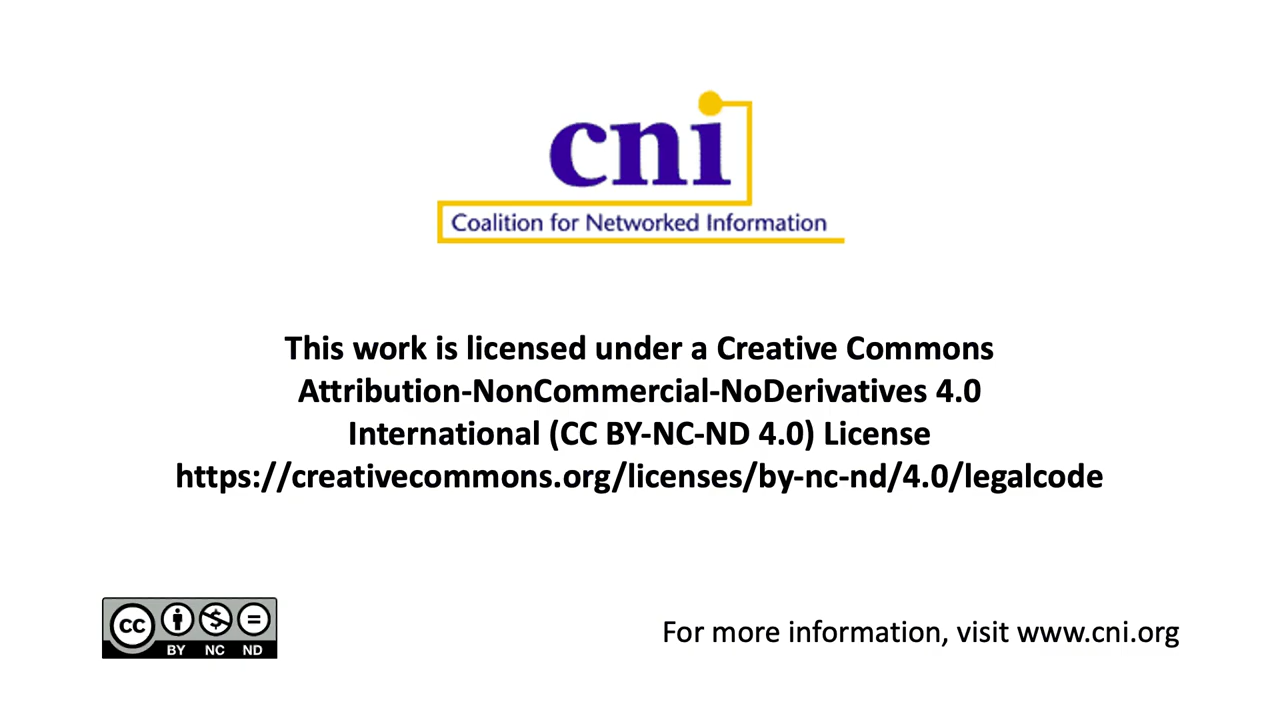 cni
Coalition for Networked Information
This work is licensed under a Creative Commons
Attribution-NonCommercial-NoDerivatives 4.0
International (CC BY-NC-ND 4.0) License
https://creativecommons.org/licenses/by-nc-nd/4.0/legalcode
cc
BY NC ND
For more information, visit www.cni.org